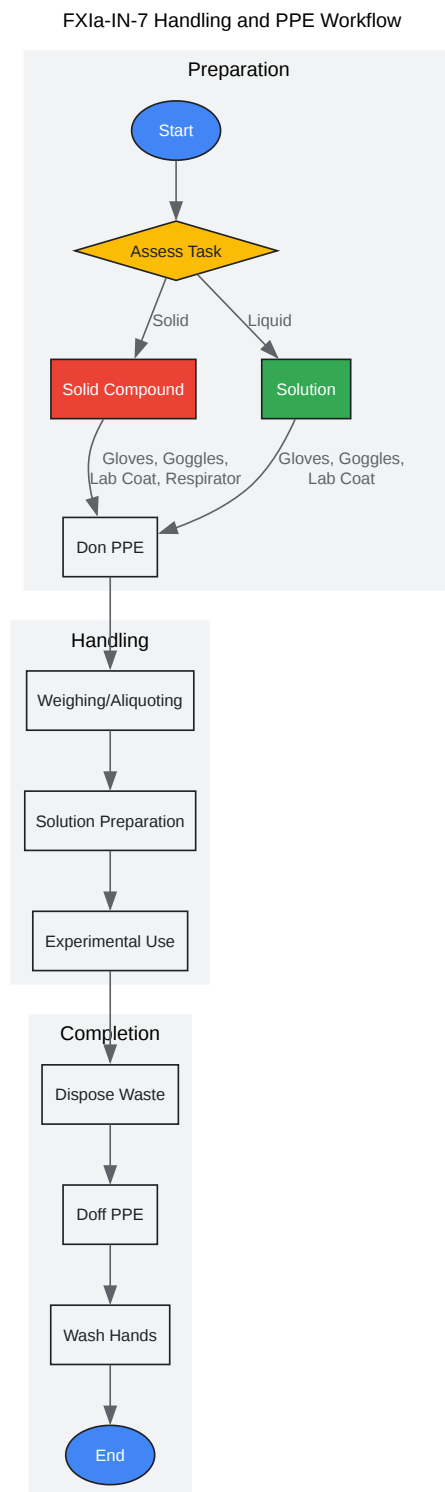 FXIa-IN-7 Handling and PPE Workflow
Preparation
Start
Assess Task
Solid
Liquid
Solid Compound
Solution
Gloves, Goggles,
Lab Coat, Respirator
Gloves, Goggles,
Lab Coat
Don PPE
Handling
Weighing/Aliquoting
Solution Preparation
Experimental Use
Completion
Dispose Waste
Doff PPE
Wash Hands
End